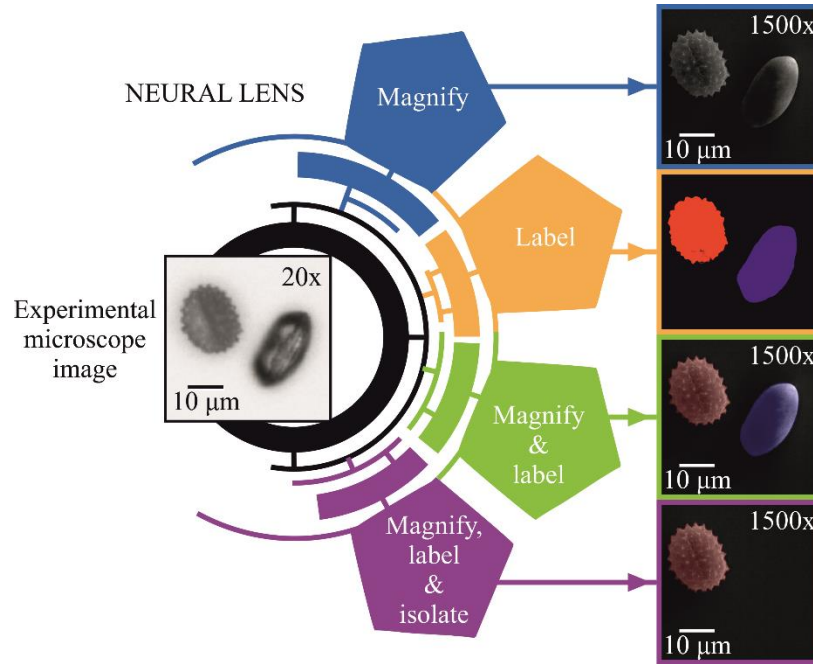 NEURAL LENS
Magnify
1500x
10 μm
Label
Experimental
microscope
image
20x
10 μm
Magnify
&
label
1500x
10 μm
Magnify,
label
&
isolate
1500x
10 μm